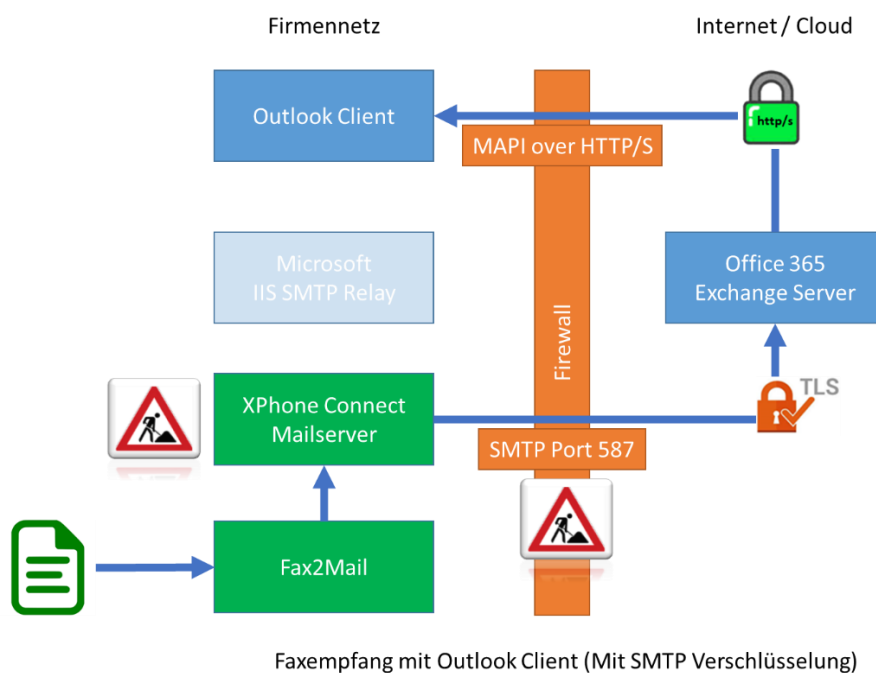 Firmennetz
Internet / Cloud
Outlook Client
http/s
MAPI over HTTP/S
Microsoft
IIS SMTP Relay
Office 365
Exchange Server
Firewall
TLS
XPhone Connect
Mailserver
SMTP Port 587
Fax2Mail
Faxempfang mit Outlook Client (Mit SMTP Verschlüsselung)